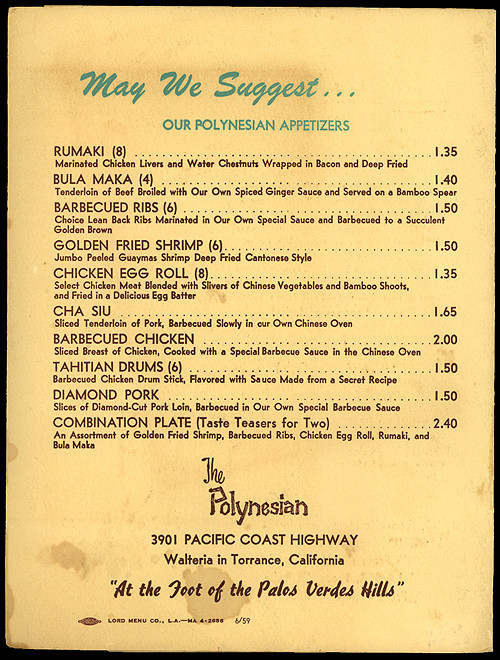 May We Suggest...
OUR POLYNESIAN APPETIZERS
RUMAKI (8) 1.35
Marinated Chicken Livers and Water Chestnuts Wrapped in Bacon and Deep Fried
BULA MAKA (4) 1.40
Tenderloin of Beef Broiled with Our Own Spiced Ginger Sauce and Served on a Bamboo Spear
BARBECUED RIBS (6) 1.50
Choice Lean Back Ribs Marinated in Our Own Special Sauce and Barbecued to a Succulent
Golden Brown
GOLDEN FRIED SHRIMP (6) 1.50
Jumbo Peeled Guaymas Shrimp Deep Fried Cantonese Style
CHICKEN EGG ROLL (8) 1.35
Select Chicken Meat Blended with Slivers of Chinese Vegetables and Bamboo Shoots,
and Fried in a Delicious Egg Batter
CHA SIU 1.65
Sliced Tenderloin of Pork, Barbecued Slowly in our Own Chinese Oven
BARBECUED CHICKEN 2.00
Sliced Breast of Chicken, Cooked with a Special Barbecue Sauce in the Chinese Oven
TAHITIAN DRUMS (6) 1.50
Barbecued Chicken Drum Stick, Flavored with Sauce Made from a Secret Recipe
DIAMOND PORK 1.50
Slices of Diamond-Cut Pork Loin, Barbecued in Our Own Special Barbecue Sauce
COMBINATION PLATE (Taste Teasers for Two) 2.40
An Assortment of Golden Fried Shrimp, Barbecued Ribs, Chicken Egg Roll, Rumaki, and
Bula Maka
The
Polynesian
3901 PACIFIC COAST HIGHWAY
Walteria in Torrance, California
"At the Foot of the Palos Verdes Hills"
LORD MENU CO., L.A.—MA 4-2656 6/59